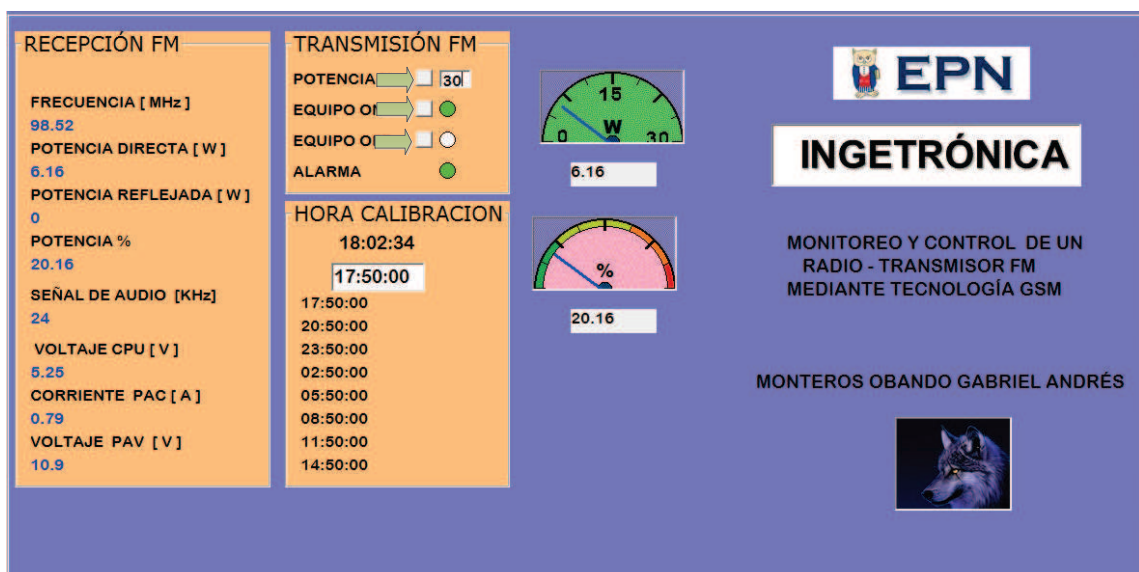 RECEPCIÓN FM
FRECUENCIA [ MHz ]
98.52
POTENCIA DIRECTA [ W ]
6.16
POTENCIA REFLEJADA [ W ]
0
POTENCIA %
20.16
SEÑAL DE AUDIO [KHz]
24
VOLTAJE CPU [ V ]
5.25
CORRIENTE PAC [ A ]
0.79
VOLTAJE PAV [ V ]
10.9
TRANSMISIÓN FM
POTENCIA 30
EQUIPO
EQUIPO
ALARMA
HORA CALIBRACION
18:02:34
17:50:00
17:50:00
20:50:00
23:50:00
02:50:00
05:50:00
08:50:00
11:50:00
14:50:00
15
W
0 30
6.16
%
20.16
EPN
INGETRÓNICA
MONITOREO Y CONTROL DE UN
RADIO - TRANSMISOR FM
MEDIANTE TECNOLOGÍA GSM
MONTEROS OBANDO GABRIEL ANDRÉS